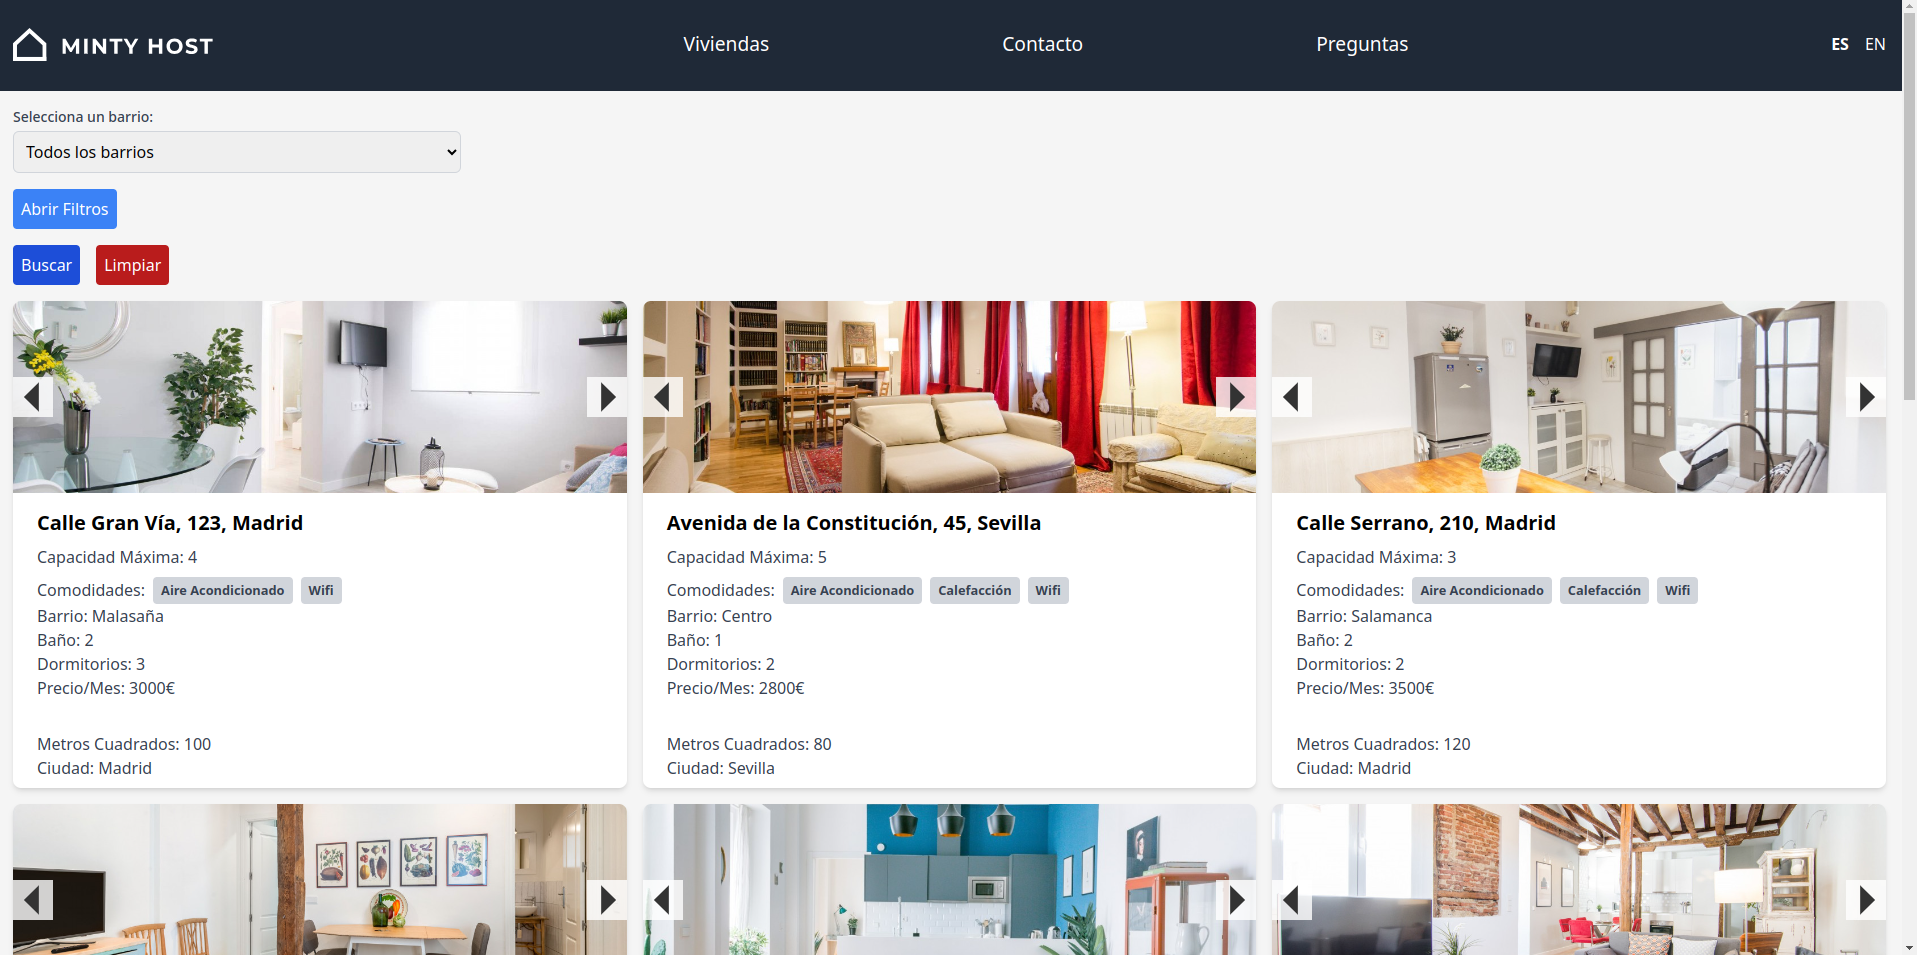 MINTY HOST
Viviendas
Contacto
Preguntas
ES EN
Selecciona un barrio:
Todos los barrios
Abrir Filtros
Buscar
Limpiar
Calle Gran Vía, 123, Madrid
Capacidad Máxima: 4
Comodidades: Aire Acondicionado Wifi
Barrio: Malasaña
Baño: 2
Dormitorios: 3
Precio/Mes: 3000€
Metros Cuadrados: 100
Ciudad: Madrid
Avenida de la Constitución, 45, Sevilla
Capacidad Máxima: 5
Comodidades: Aire Acondicionado Calefacción Wifi
Barrio: Centro
Baño: 1
Dormitorios: 2
Precio/Mes: 2800€
Metros Cuadrados: 80
Ciudad: Sevilla
Calle Serrano, 210, Madrid
Capacidad Máxima: 3
Comodidades: Aire Acondicionado Calefacción Wifi
Barrio: Salamanca
Baño: 2
Dormitorios: 2
Precio/Mes: 3500€
Metros Cuadrados: 120
Ciudad: Madrid